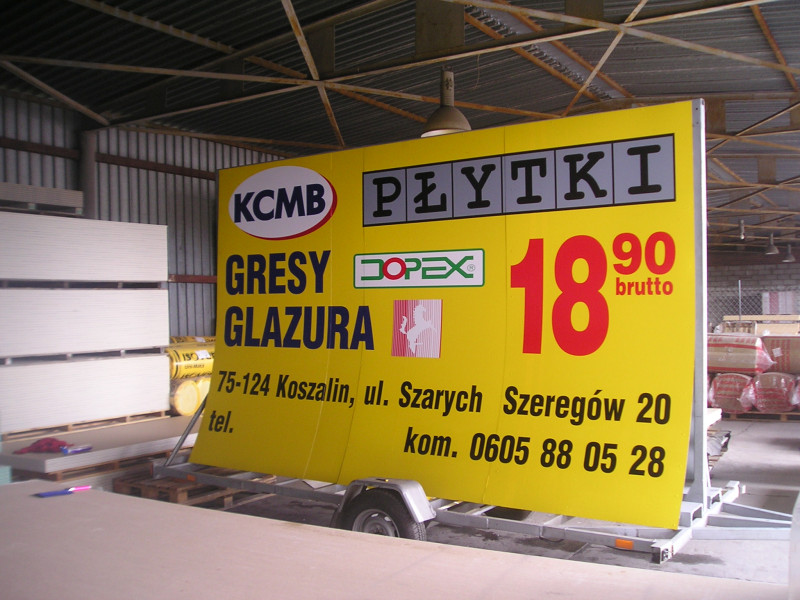 KCMB
PŁYTKI
GRESY
DOPEX®
18 90
brutto
GLAZURA
75-124 Koszalin, ul. Szarych Szeregów 20
tel.
kom. 0605 88 05 28